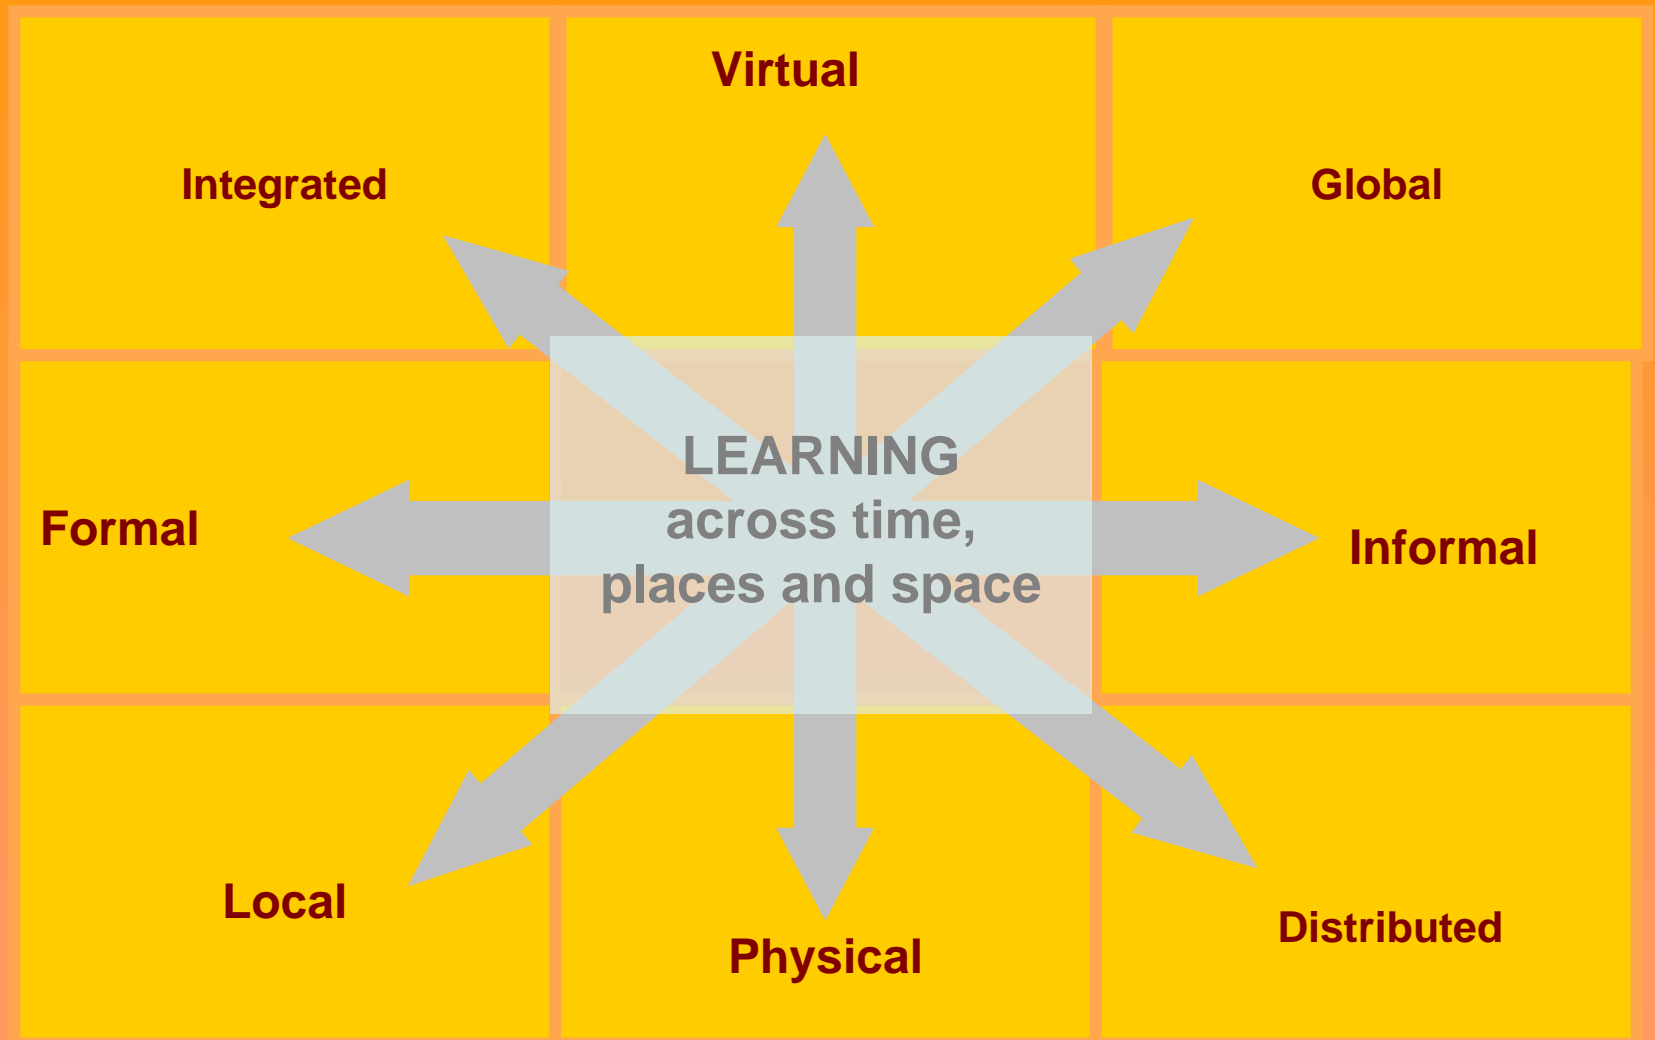 Virtual
Integrated
Global
LEARNING
across time,
places and space
Formal
Informal
Local
Physical
Distributed